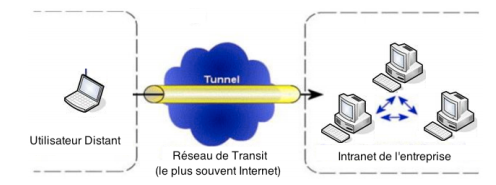 Tunnel
Utilisateur Distant
Réseau de Transit
(le plus souvent Internet)
Intranet de l'entreprise